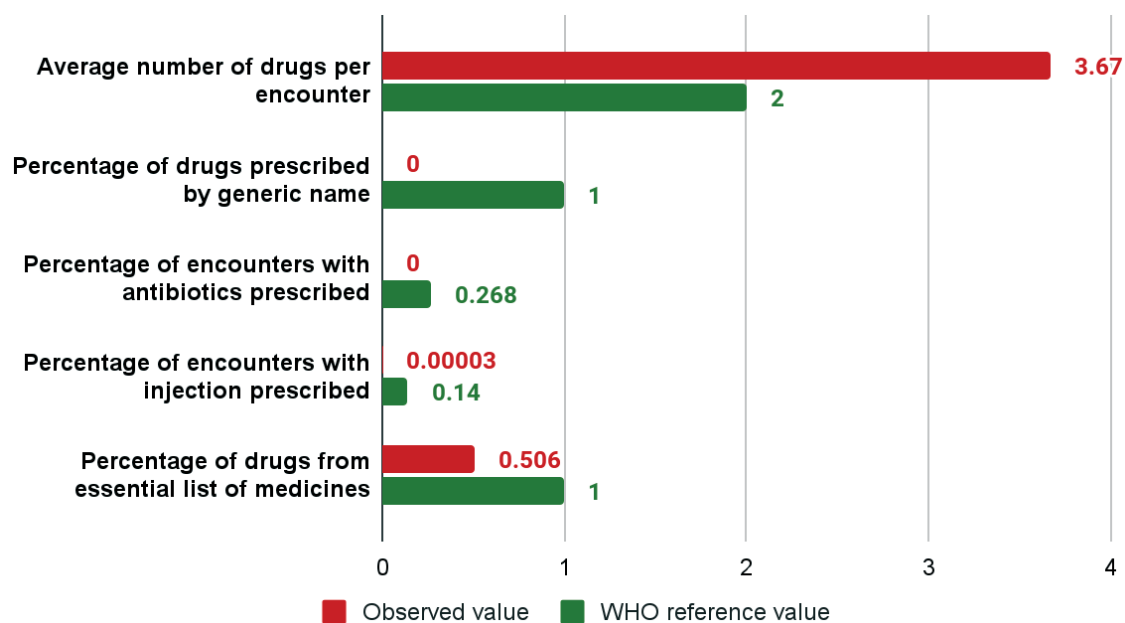 Average number of drugs per
encounter
3.67
2
Percentage of drugs prescribed
by generic name
0
1
Percentage of encounters with
antibiotics prescribed
0
0.268
Percentage of encounters with
injection prescribed
0.00003
0.14
Percentage of drugs from
essential list of medicines
0.506
1
0 1 2 3 4
Observed value WHO reference value